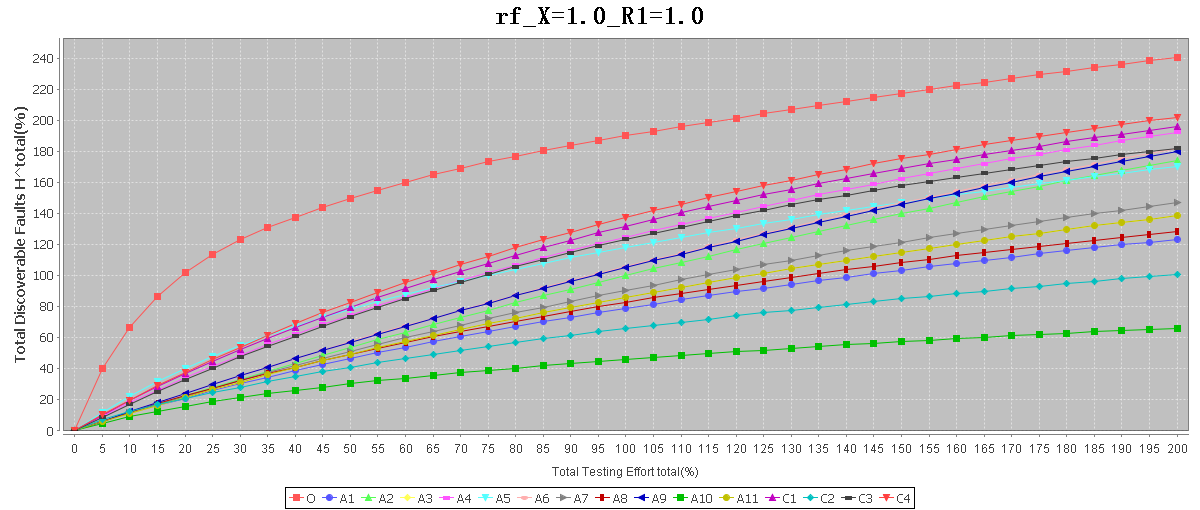 rf_X=1.0_R1=1.0
Total Discoverable Faults H^total(%)
240
220
200
180
160
140
120
100
80
60
40
20
0
0 5 10 15 20 25 30 35 40 45 50 55 60 65 70 75 80 85 90 95 100 105 110 115 120 125 130 135 140 145 150 155 160 165 170 175 180 185 190 195 200
Total Testing Effort total(%)
O A1 A2 A3 A4 A5 A6 A7 A8 A9 A10 A11 C1 C2 C3 C4